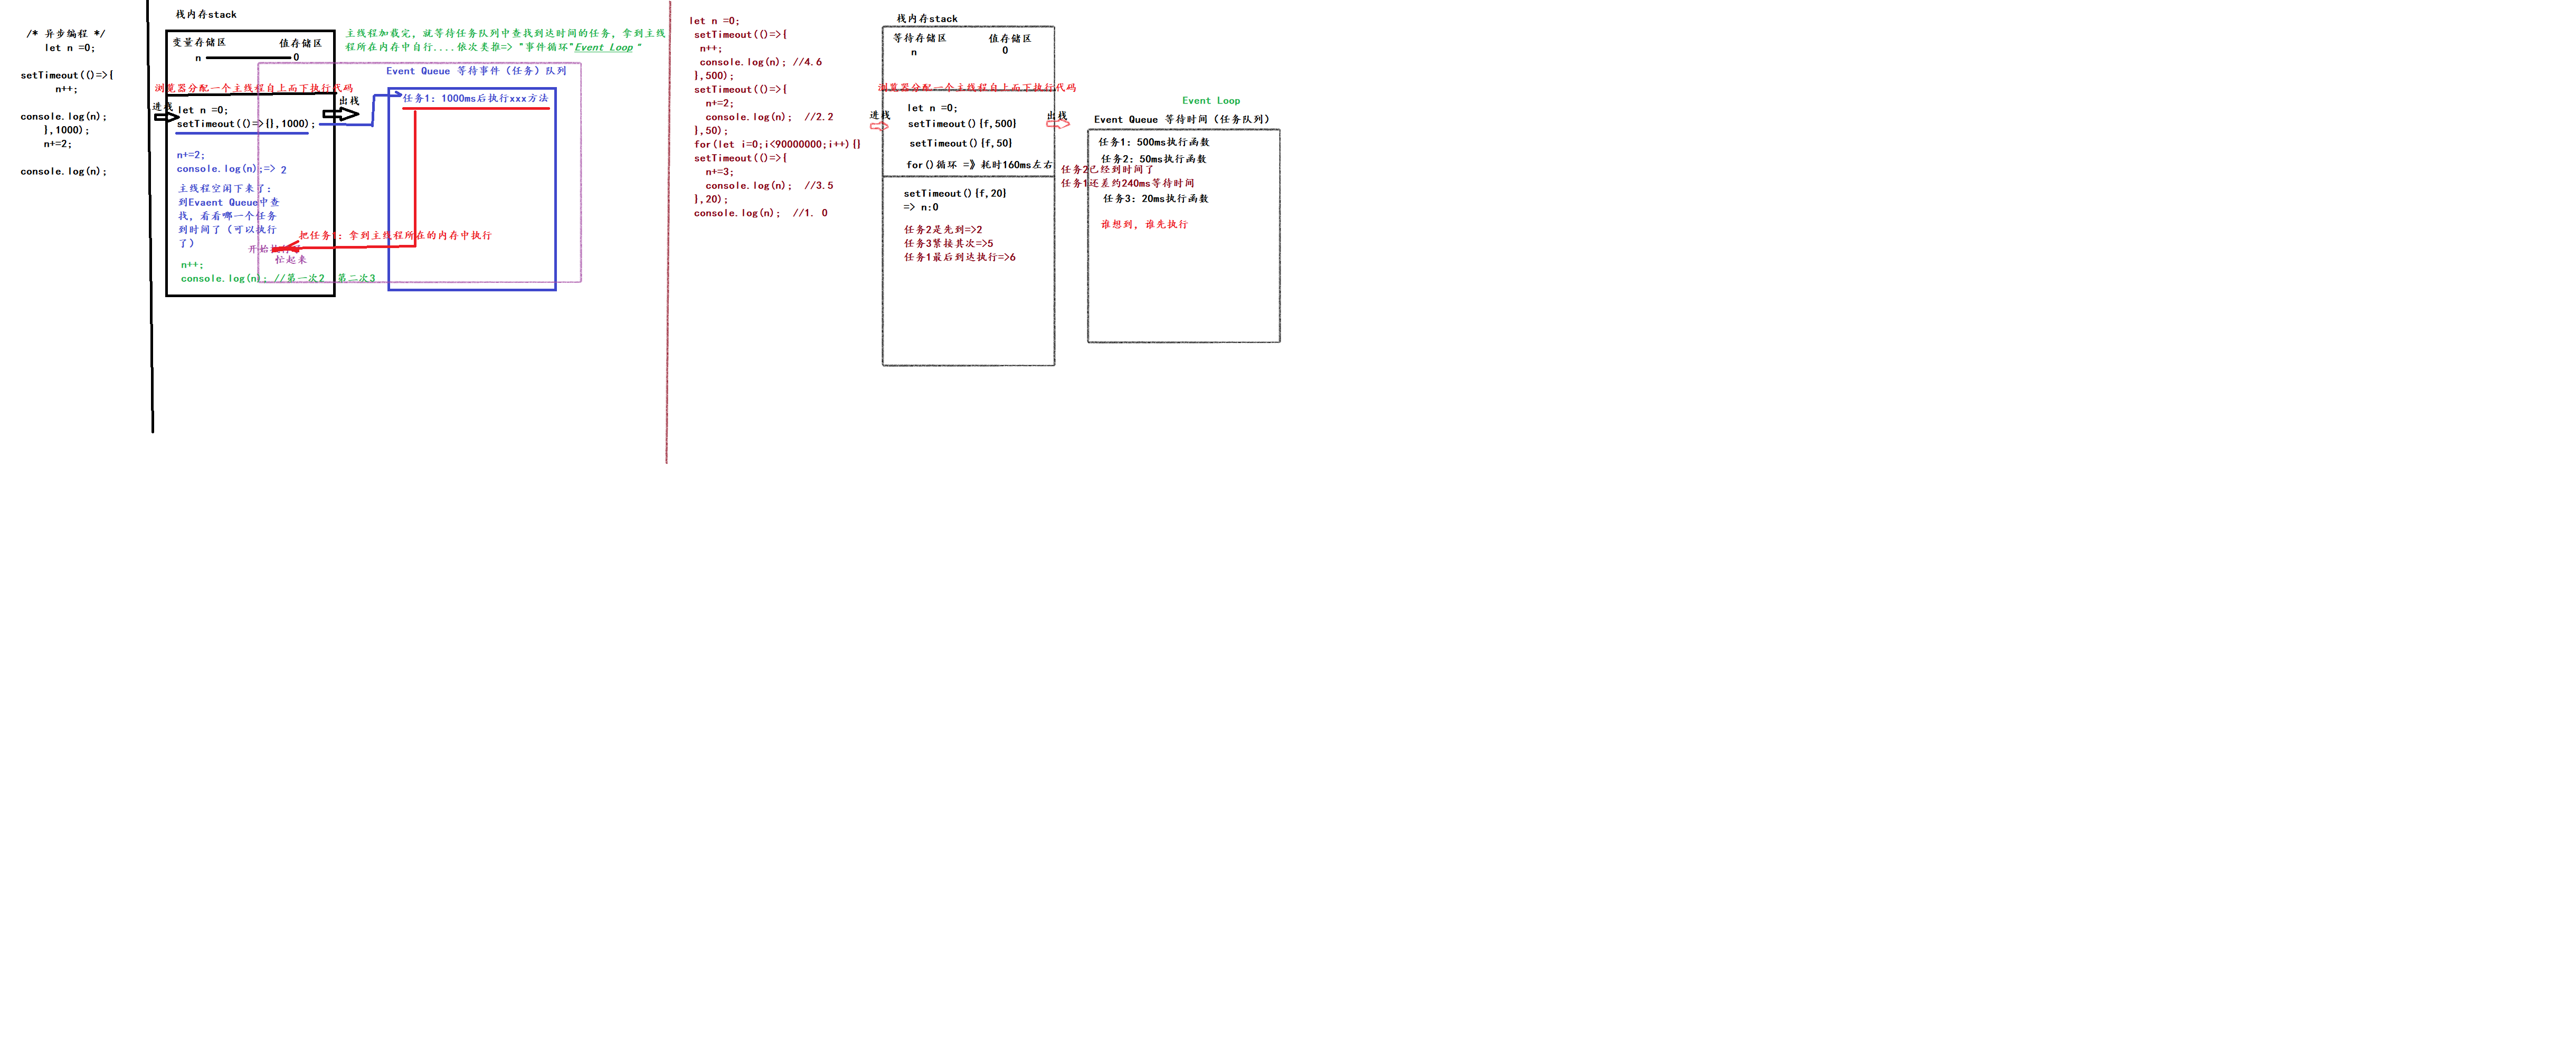 /* 异步编程 */
let n =0;
setTimeout(()=>{
n++;
console.log(n);
},1000);
n+=2;
console.log(n);
栈内存stack
变量存储区 值存储区
n 0
浏览器分配一个主线程自上而下执行代码
进栈
出栈
let n =0;
setTimeout(()=>{},1000);
n+=2;
console.log(n);=> 2
主线程空闲下来了:
到Evaent Queue中查
找, 看看哪一个任务
到时间了 (可以执行
了)
开始
忙起来
n++;
console.log(n); //第一次2 第二次3
主线程加载完, 就等待任务队列中查找到达时间的任务, 拿到主线
程所在内存中自行....依次类推=> "事件循环"Event Loop "
Event Queue 等待事件 (任务) 队列
任务1: 1000ms后执行xxx方法
把任务1: 拿到主线程所在的内存中执行
let n =0;
setTimeout(()=>{
n++;
console.log(n); //4.6
},500);
setTimeout(()=>{
n+=2;
console.log(n); //2.2
},50);
for(let i=0;i<90000000;i++){}
setTimeout(()=>{
n+=3;
console.log(n); //3.5
},20);
console.log(n); //1. 0
栈内存stack
等待存储区 值存储区
n 0
浏览器分配一个主线程自上而下执行代码
进栈
出栈
let n =0;
setTimeout(){f,500}
setTimeout(){f,50}
for()循环 =》耗时160ms左右
setTimeout(){f,20}
=> n:0
任务2是先到=>2
任务3紧接其次=>5
任务1最后到达执行=>6
Event Loop
Event Queue 等待时间 (任务队列)
任务1: 500ms执行函数
任务2: 50ms执行函数
任务2已经到时间了
任务1还差约240ms等待时间
任务3: 20ms执行函数
谁想到, 谁先执行